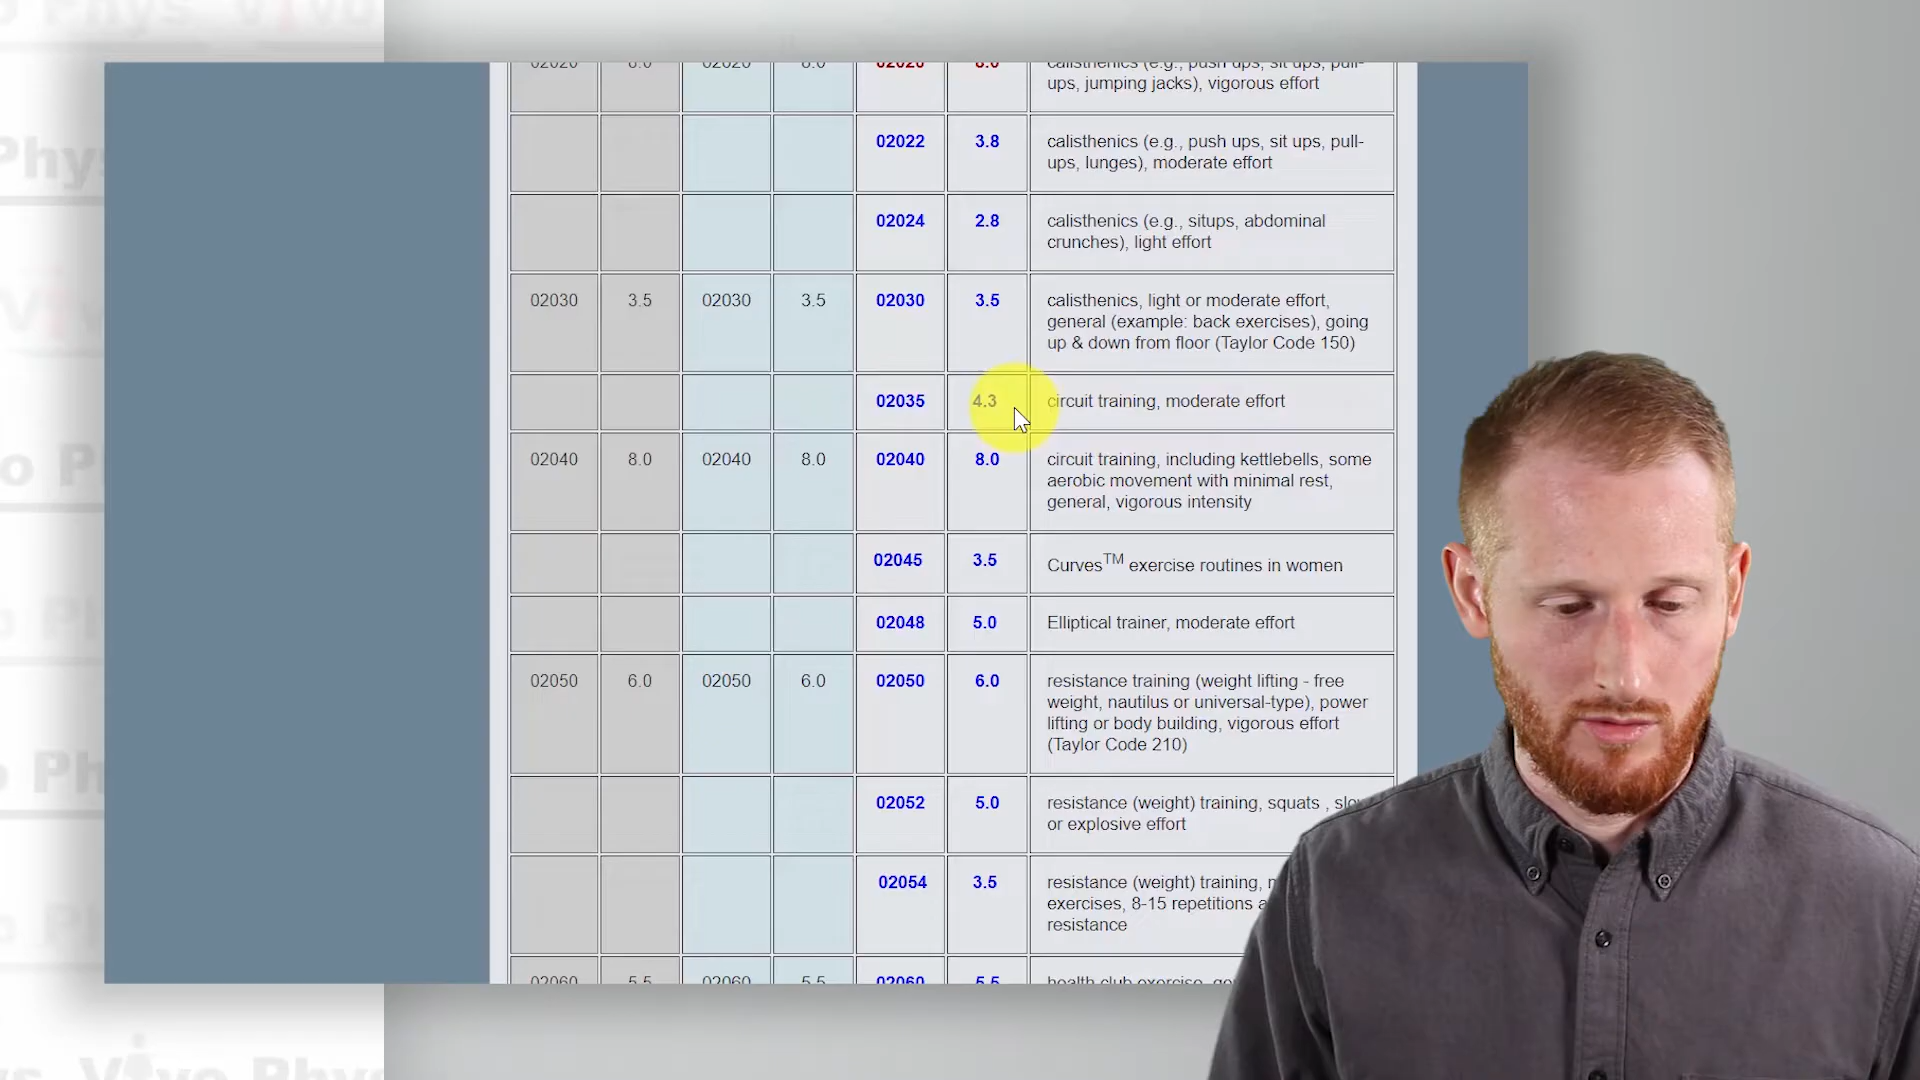 Phys Vivo
02020 8.0 02020 8.0 02020 8.0 calisthenics (e.g., push ups, sit ups, pull-
ups, jumping jacks), vigorous effort
02022 3.8 calisthenics (e.g., push ups, sit ups, pull-
ups, lunges), moderate effort
02024 2.8 calisthenics (e.g., situps, abdominal
crunches), light effort
02030 3.5 02030 3.5 02030 3.5 calisthenics, light or moderate effort,
general (example: back exercises), going
up & down from floor (Taylor Code 150)
02035 4.3 circuit training, moderate effort
02040 8.0 02040 8.0 02040 8.0 circuit training, including kettlebells, some
aerobic movement with minimal rest,
general, vigorous intensity
02045 3.5 Curves™ exercise routines in women
02048 5.0 Elliptical trainer, moderate effort
02050 6.0 02050 6.0 02050 6.0 resistance training (weight lifting - free
weight, nautilus or universal-type), power
lifting or body building, vigorous effort
(Taylor Code 210)
02052 5.0 resistance (weight) training, squats , slow
or explosive effort
02054 3.5 resistance (weight) training,
exercises, 8-15 repetitions
resistance
02060 5.5 02060 5.5 02060 5.5 health club exercise,
Vivo Phys